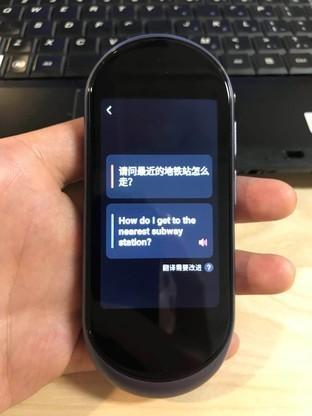 请问最近的地铁站怎么
走?
How do I get to the
nearest subway
station?
翻译需要改进 ?